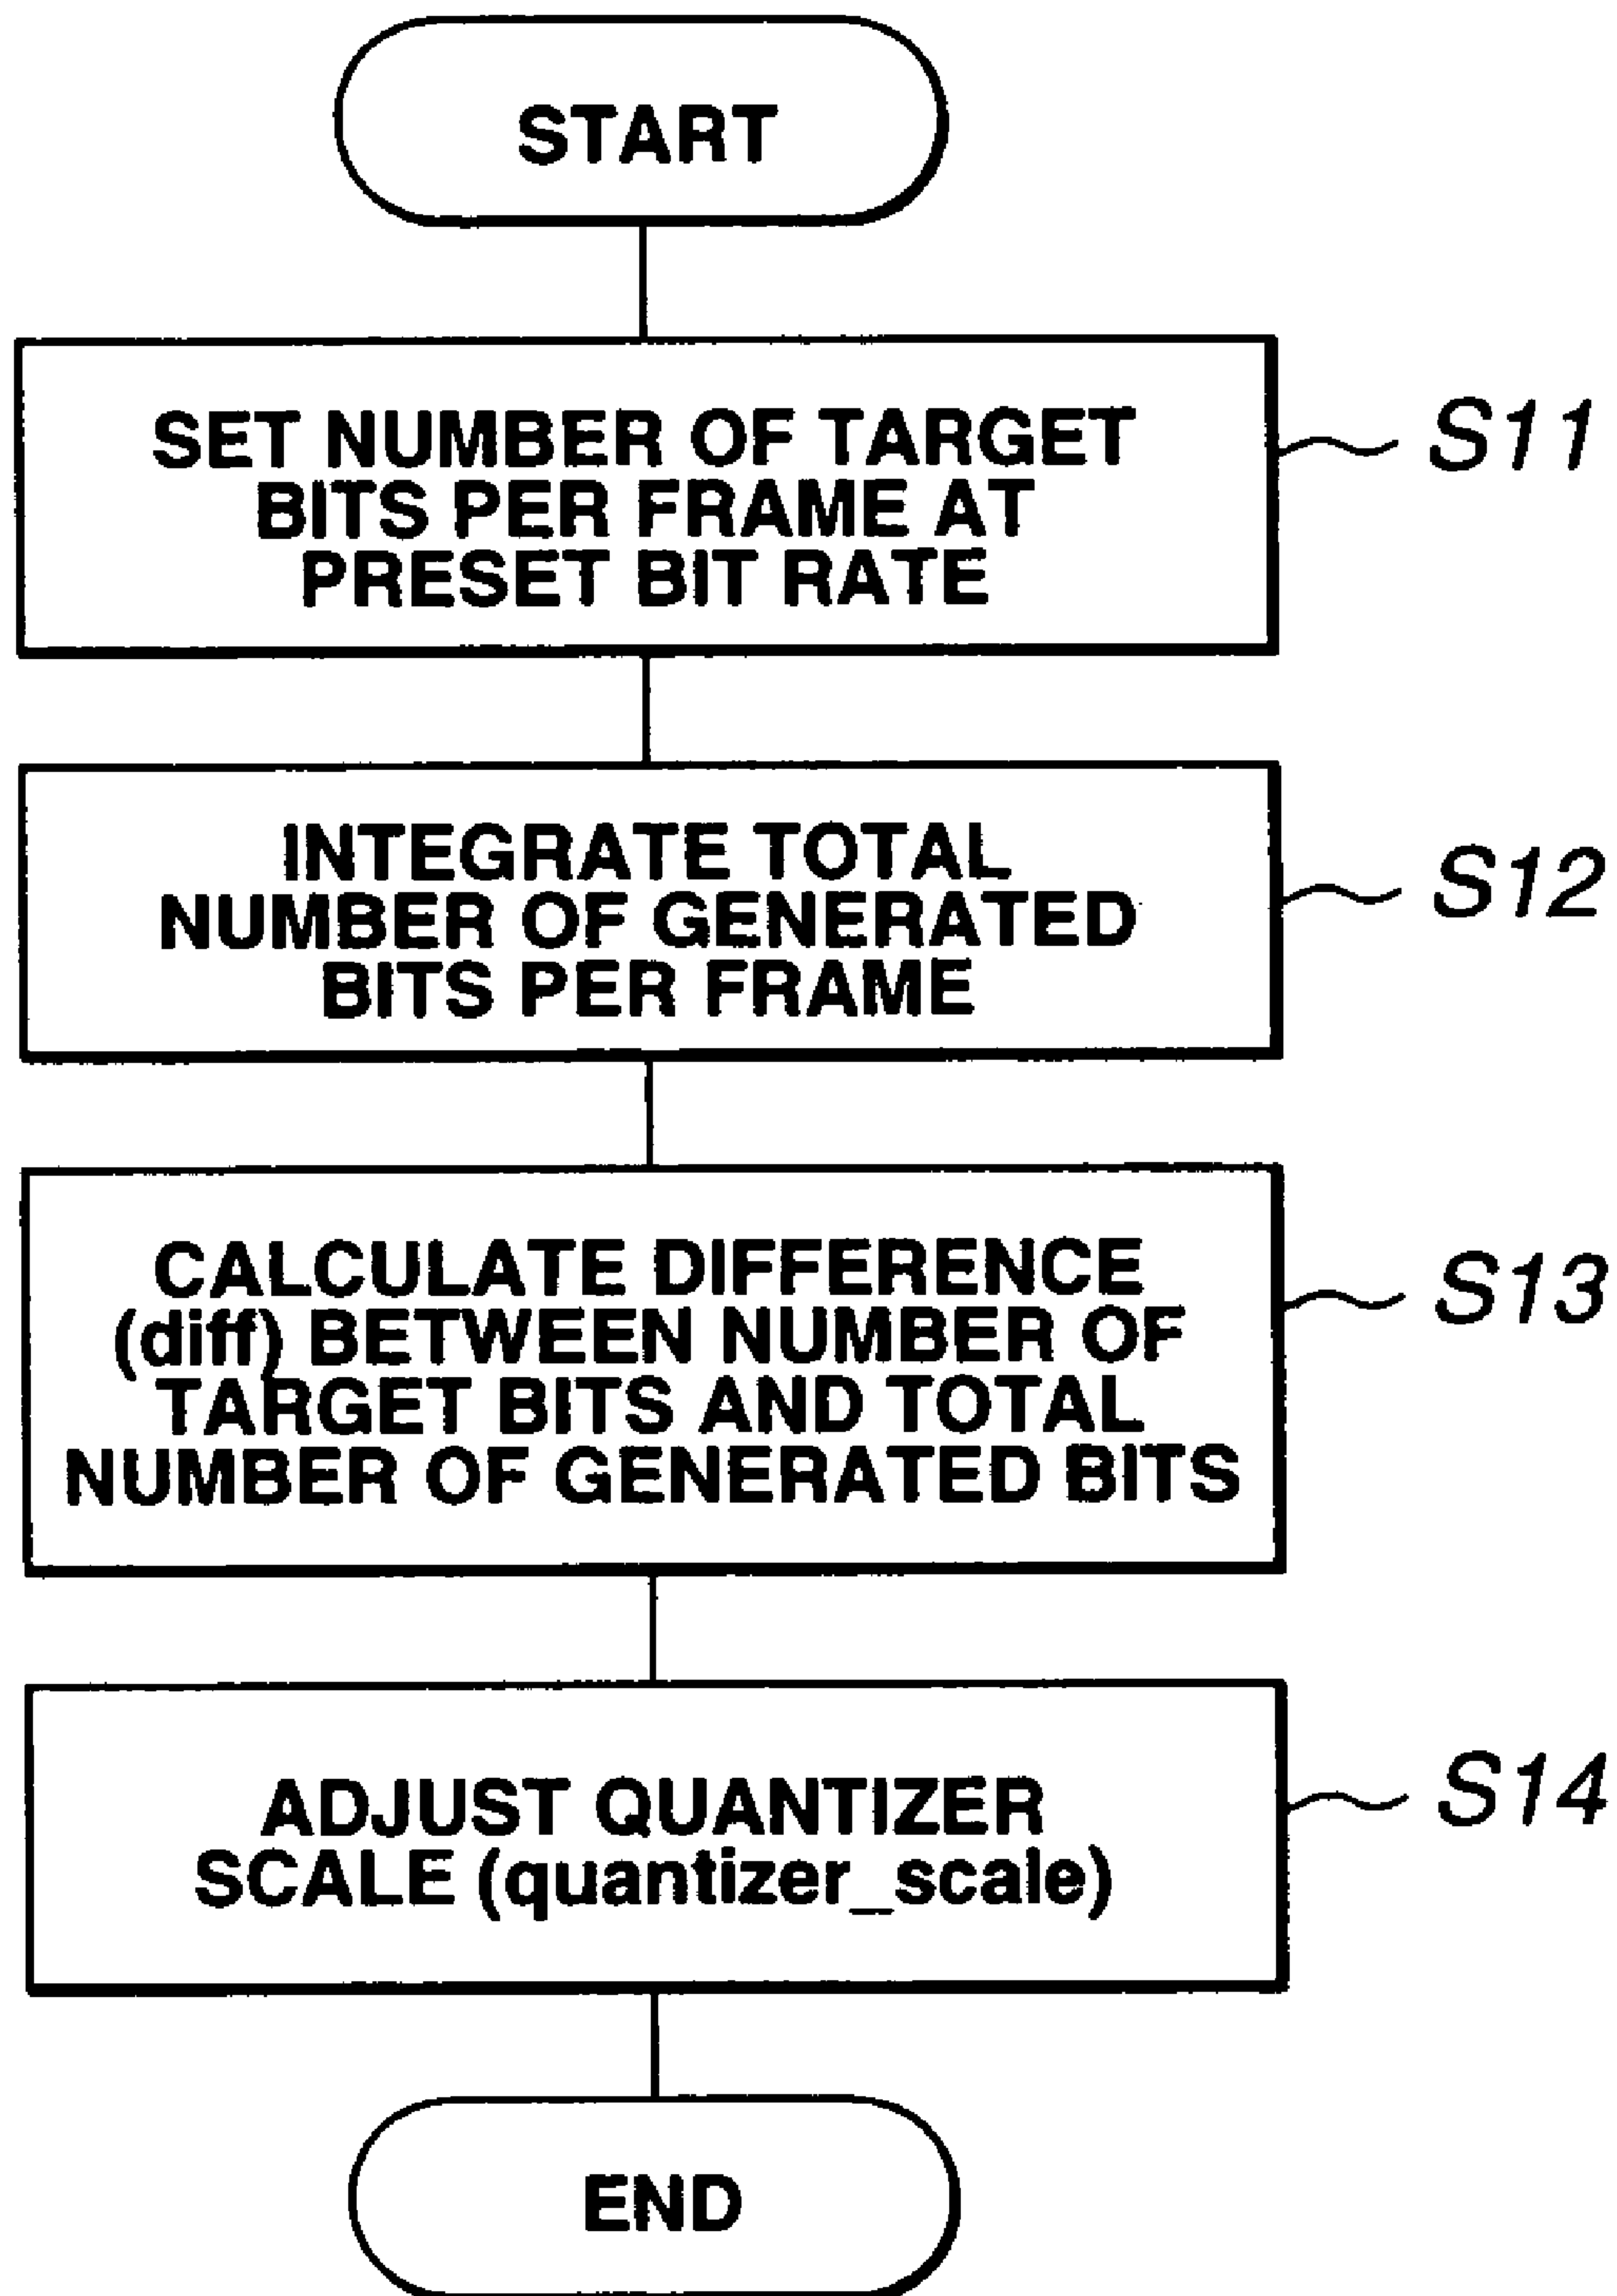 START
SET NUMBER OF TARGET
BITS PER FRAME AT
PRESET BIT RATE
S11
INTEGRATE TOTAL
NUMBER OF GENERATED
BITS PER FRAME
S12
CALCULATE DIFFERENCE
(diff) BETWEEN NUMBER OF
TARGET BITS AND TOTAL
NUMBER OF GENERATED BITS
S13
ADJUST QUANTIZER
SCALE (quantizer_scale)
S14
END